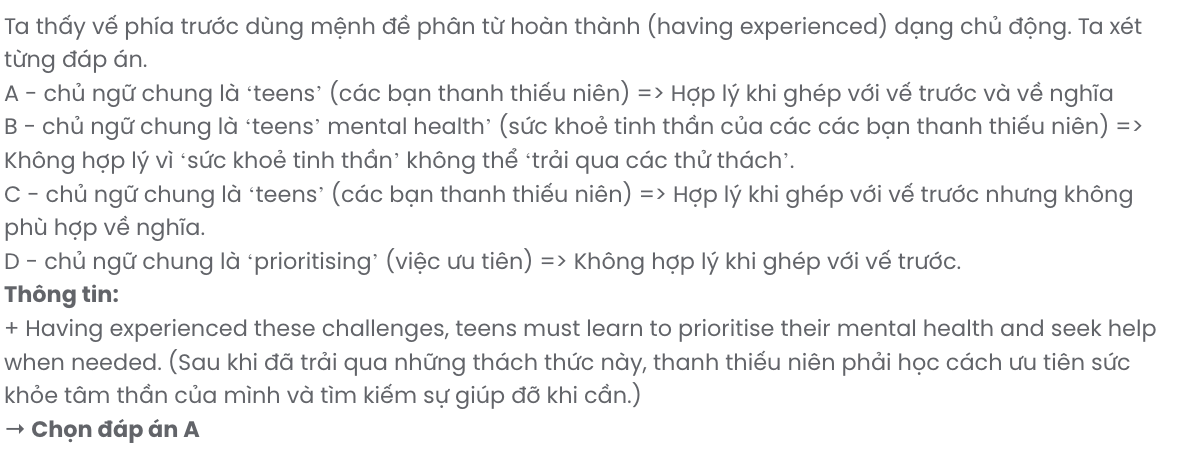 Ta thấy vế phía trước dùng mệnh đề phân từ hoàn thành (having experienced) dạng chủ động. Ta xét
từng đáp án.
A - chủ ngữ chung là ‘teens’ (các bạn thanh thiếu niên) => Hợp lý khi ghép với vế trước và về nghĩa
B - chủ ngữ chung là ‘teens’ mental health’ (sức khoẻ tinh thần của các các bạn thanh thiếu niên) =>
Không hợp lý vì ‘sức khoẻ tinh thần’ không thể ‘trải qua các thử thách’.
C - chủ ngữ chung là ‘teens’ (các bạn thanh thiếu niên) => Hợp lý khi ghép với vế trước nhưng không
phù hợp về nghĩa.
D - chủ ngữ chung là ‘prioritising’ (việc ưu tiên) => Không hợp lý khi ghép với vế trước.
Thông tin:
+ Having experienced these challenges, teens must learn to prioritise their mental health and seek help
when needed. (Sau khi đã trải qua những thách thức này, thanh thiếu niên phải học cách ưu tiên sức
khỏe tâm thần của mình và tìm kiếm sự giúp đỡ khi cần.)
→ Chọn đáp án A